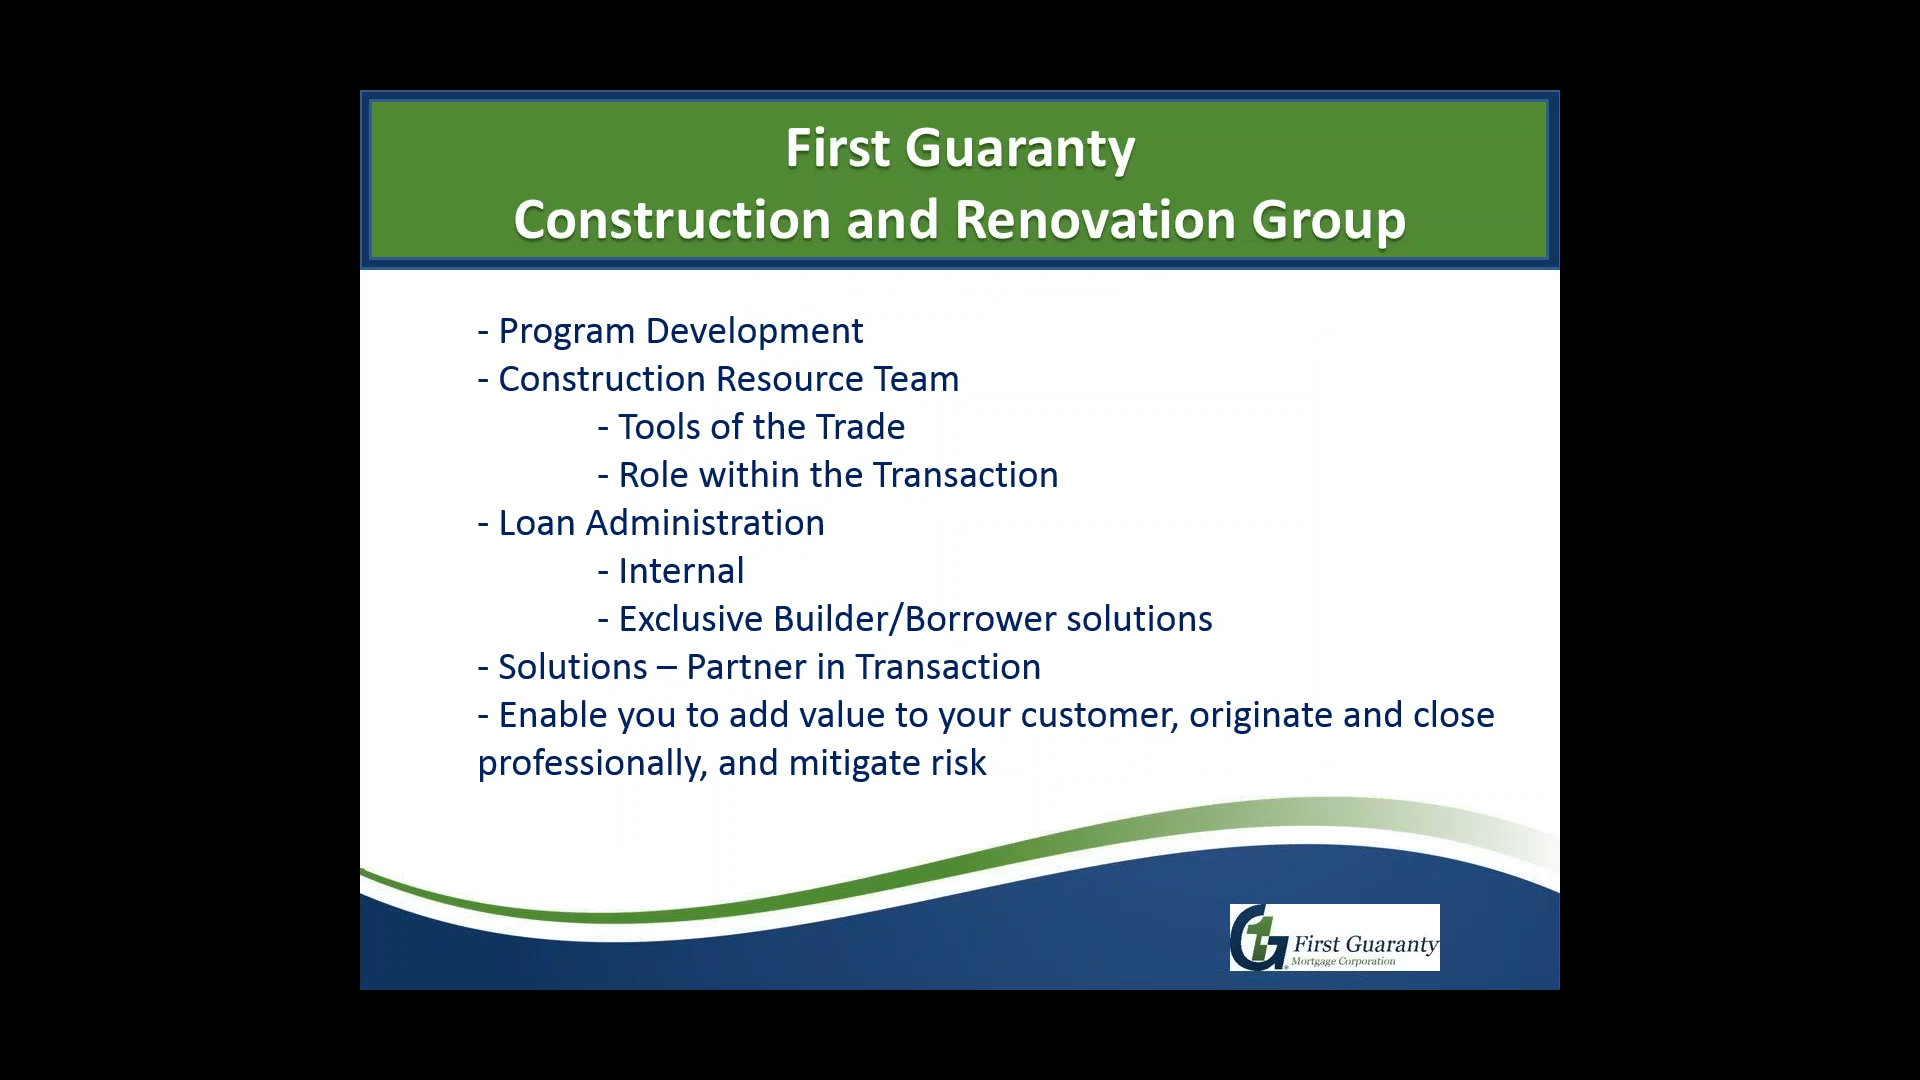 First Guaranty
Construction and Renovation Group
- Program Development
- Construction Resource Team
- Tools of the Trade
- Role within the Transaction
- Loan Administration
- Internal
- Exclusive Builder/Borrower solutions
- Solutions – Partner in Transaction
- Enable you to add value to your customer, originate and close
professionally, and mitigate risk
First Guaranty
Mortgage Corporation